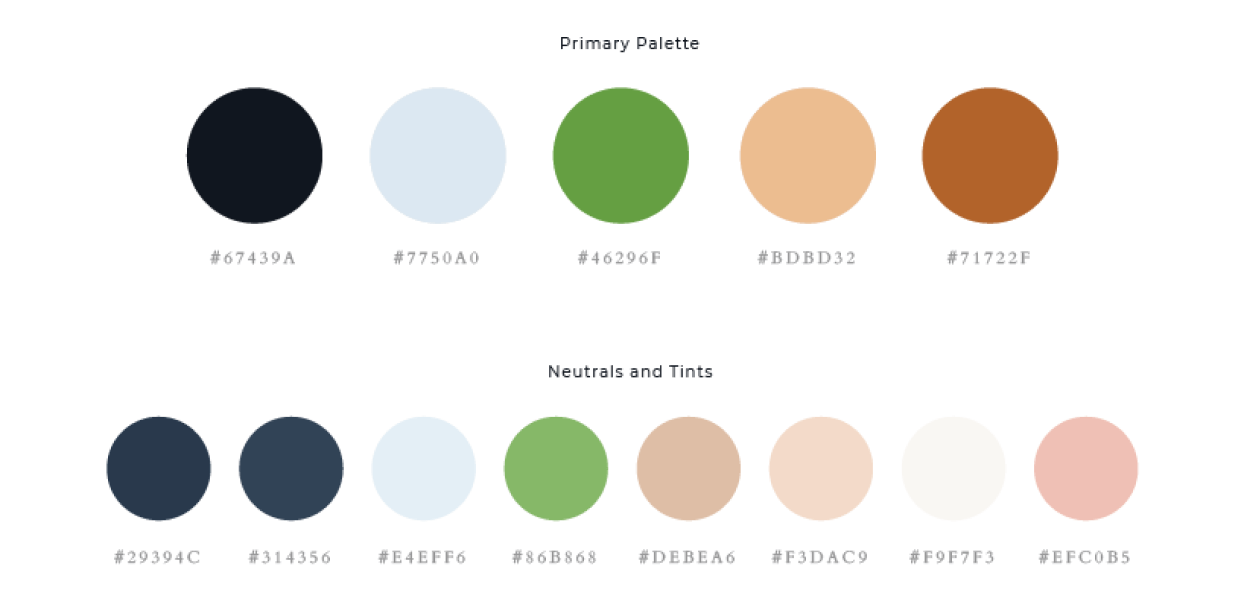 Primary Palette
#67439A #7750A0 #46296F #BDBD32 #71722F
Neutrals and Tints
#29394C #314356 #E4EFF6 #86B868 #DEBEA6 #F3DAC9 #F9F7F3 #EFC0B5